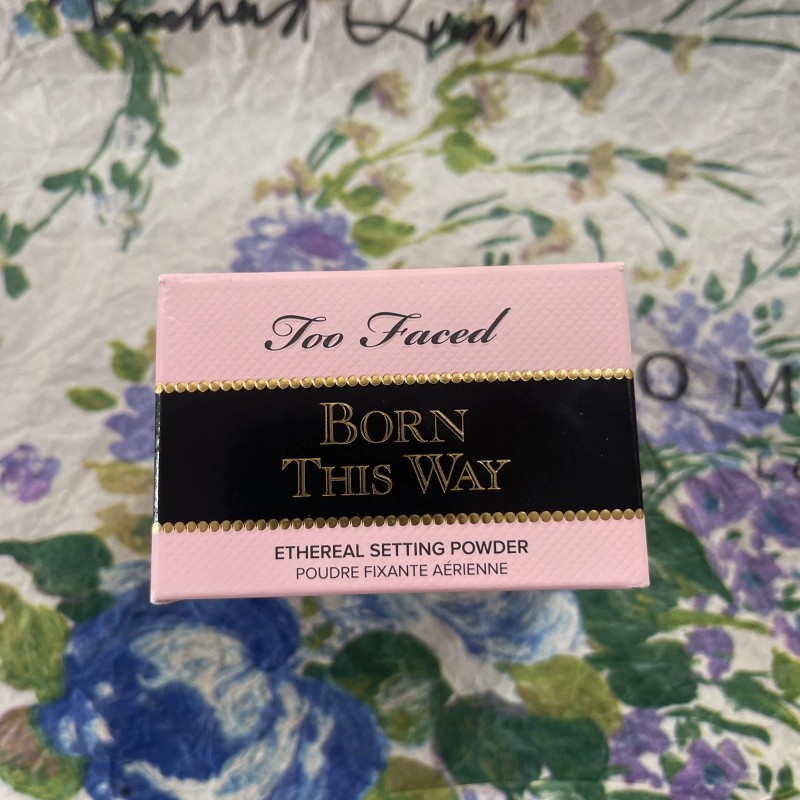 Too Faced
BORN
THIS WAY
ETHEREAL SETTING POWDER
POUDRE FIXANTE AÉRIENNE
O M
L